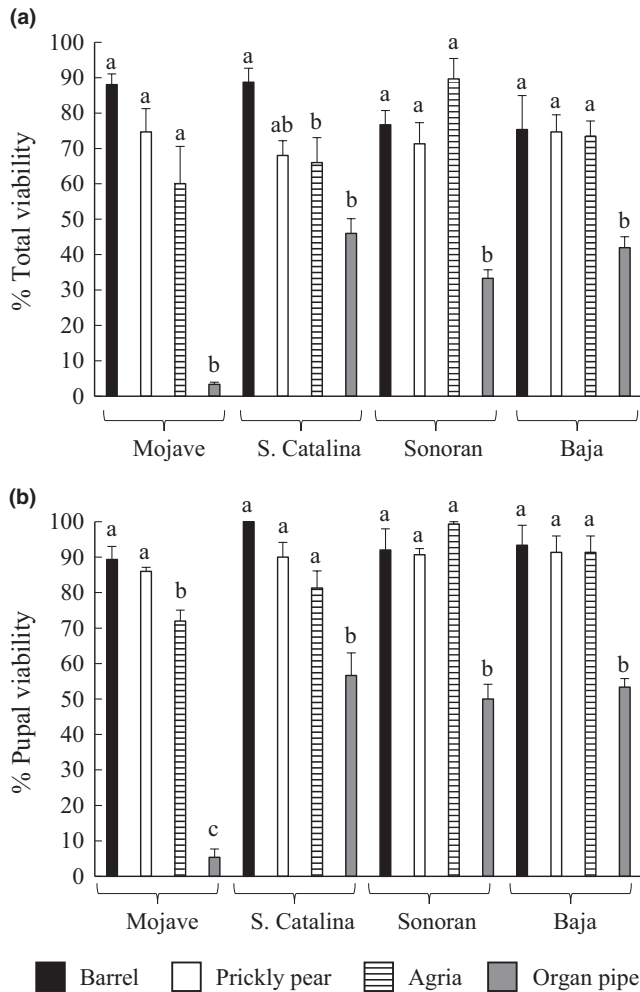 (a)
% Total viability
100
90
80
70
60
50
40
30
20
10
0
a a a b
a ab b b
a a a b
a a a b
Mojave S. Catalina Sonoran Baja
(b)
% Pupal viability
100
90
80
70
60
50
40
30
20
10
0
a a b c
a a a b
a a a b
a a a b
Mojave S. Catalina Sonoran Baja
Barrel Prickly pear Agria Organ pipe